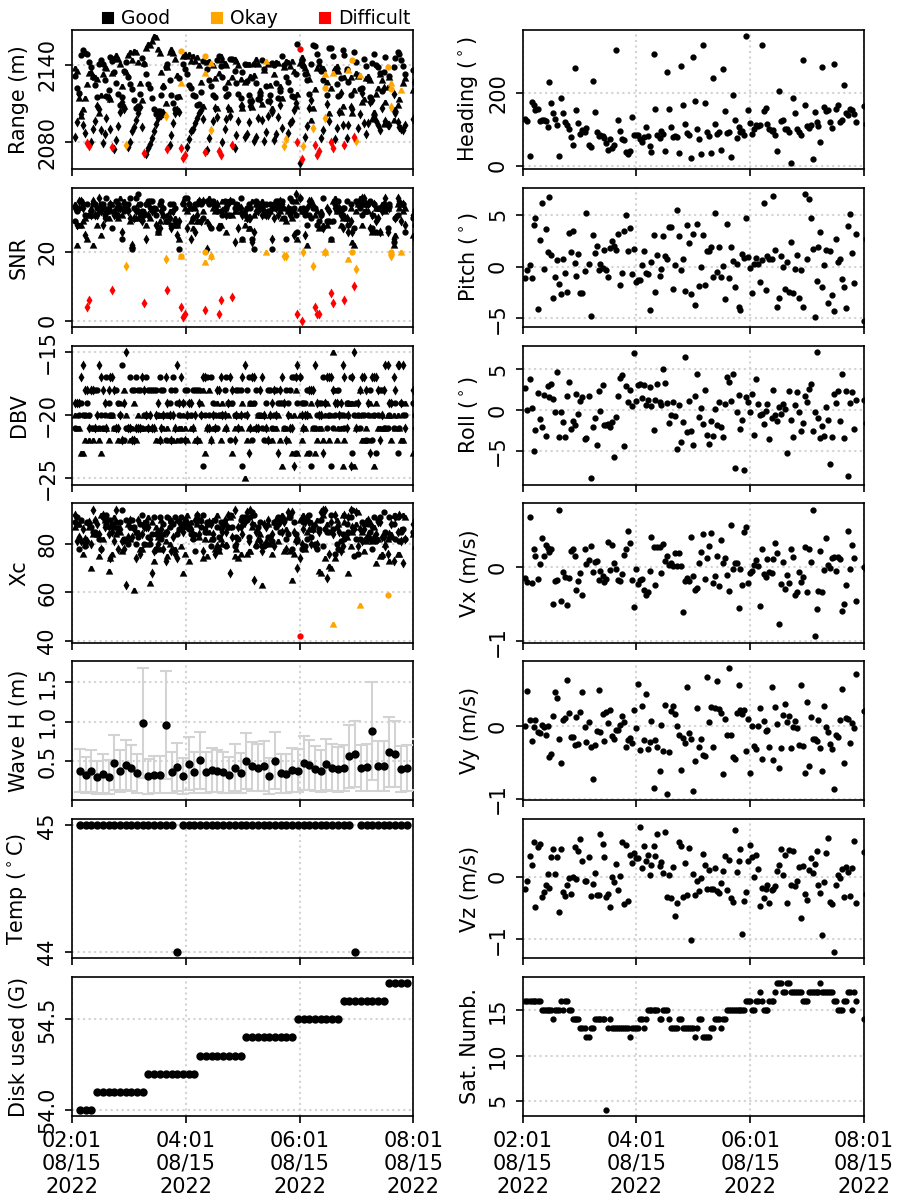 Good Okay Difficult
Range (m)
2140
2080
Heading (°)
200
0
SNR
20
0
Pitch (°)
5
0
−5
DBV
−15
−20
−25
Roll (°)
5
0
−5
Xc
80
60
40
Vx (m/s)
0
−1
Wave H (m)
1.5
1.0
0.5
Vy (m/s)
0
−1
Temp (°C)
45
44
Vz (m/s)
0
−1
Disk used (G)
54.5
54.0
Sat. Numb.
15
10
5
02:01 04:01 06:01 08:01
08/15 08/15 08/15 08/15
2022 2022 2022 2022
02:01 04:01 06:01 08:01
08/15 08/15 08/15 08/15
2022 2022 2022 2022